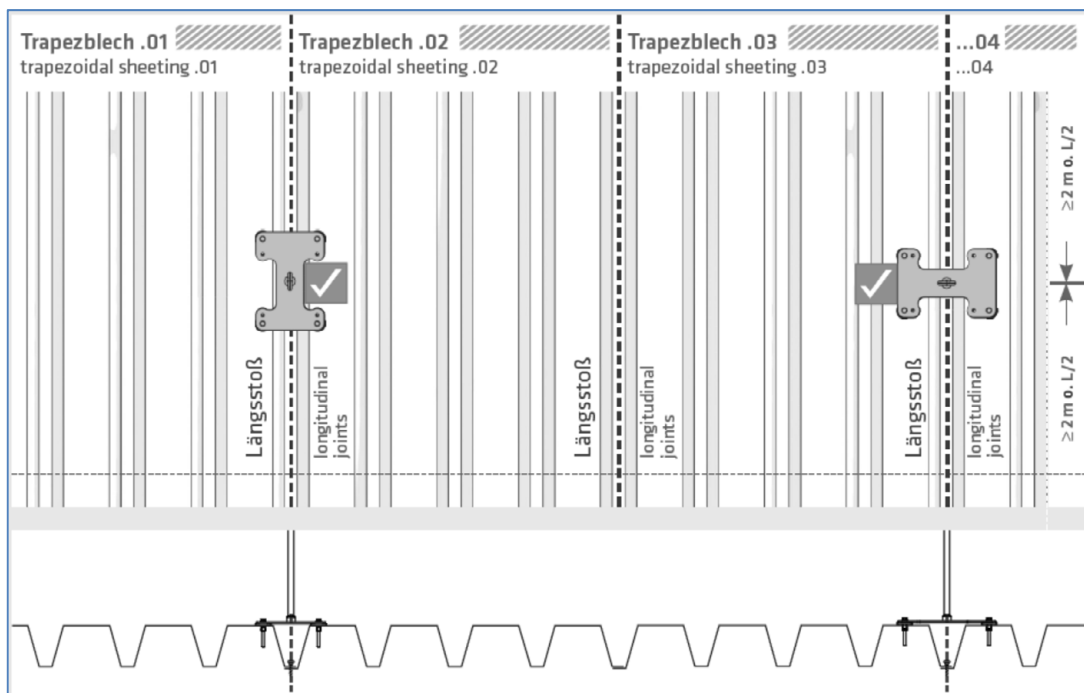 Trapezblech .01
trapezoidal sheeting .01
Trapezblech .02
trapezoidal sheeting .02
Trapezblech .03
trapezoidal sheeting .03
...04
...04
≥2 m o. L/2
≥2 m o. L/2
Längsstoß
longitudinal
joints
Längsstoß
longitudinal
joints
Längsstoß
longitudinal
joints